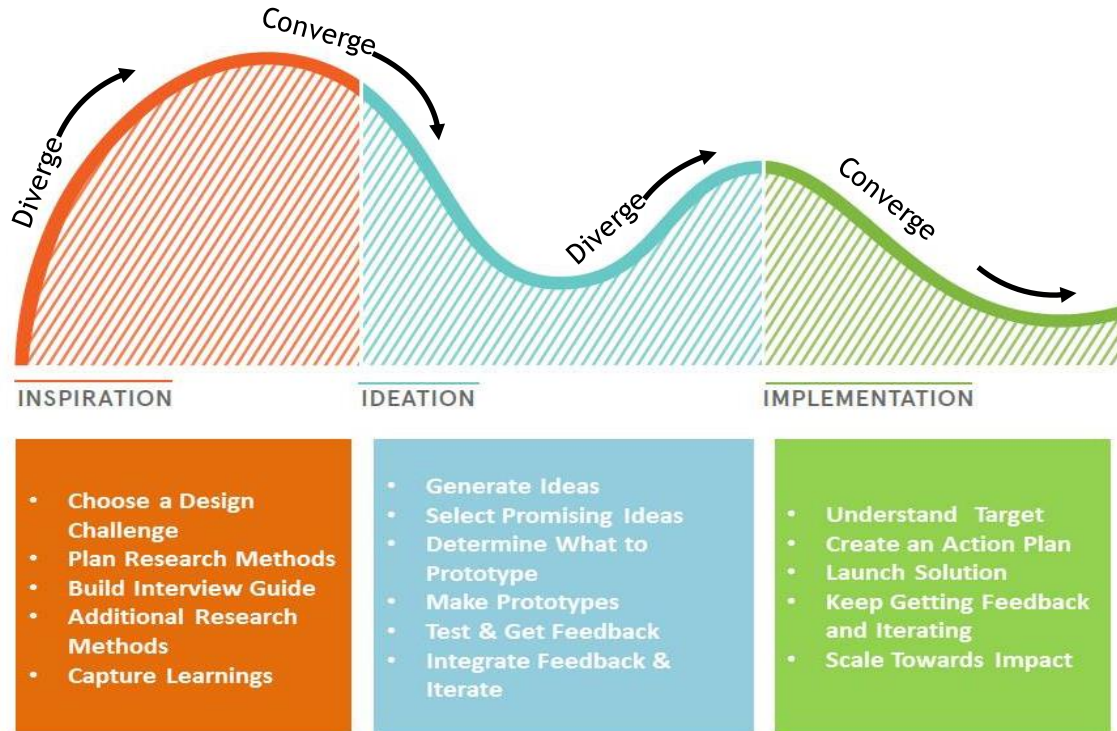 Converge
Diverge
Diverge
Converge
INSPIRATION
IDEATION
IMPLEMENTATION
• Choose a Design
Challenge
• Plan Research Methods
• Build Interview Guide
• Additional Research
Methods
• Capture Learnings
• Generate Ideas
• Select Promising Ideas
• Determine What to
Prototype
• Make Prototypes
• Test & Get Feedback
• Integrate Feedback &
Iterate
• Understand Target
• Create an Action Plan
• Launch Solution
• Keep Getting Feedback
and Iterating
• Scale Towards Impact